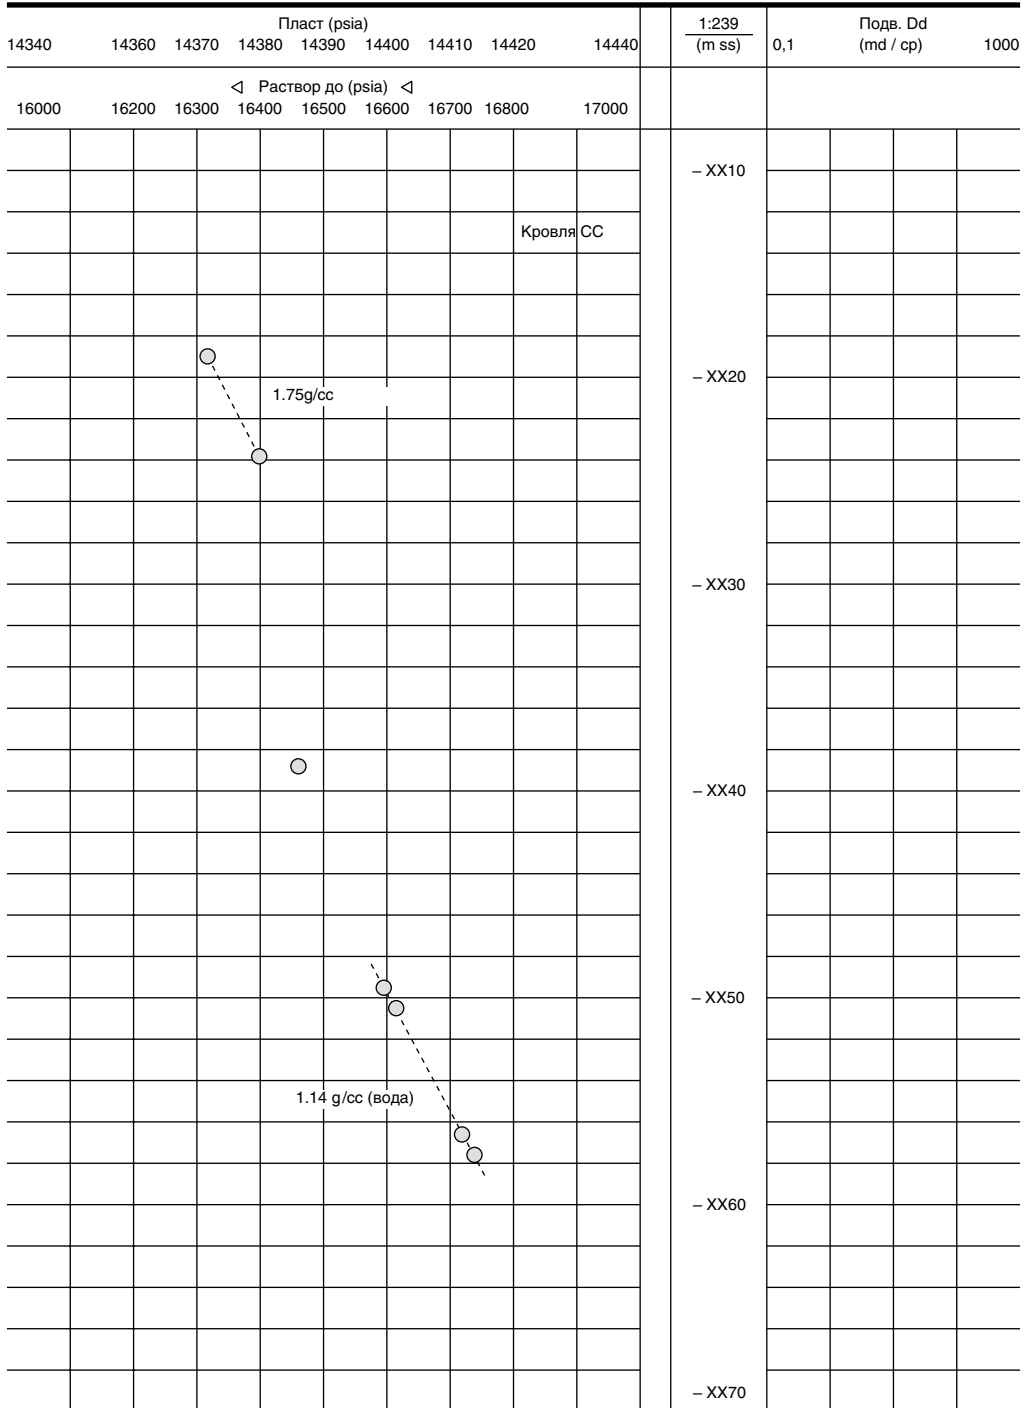 Пласт (psia)
14340 14360 14370 14380 14390 14400 14410 14420 14440
1:239
(m ss)
Подв. Dd
0,1 (md / cp) 1000
Раствор до (psia)
16000 16200 16300 16400 16500 16600 16700 16800 17000
– XX10
Кровля СС
– XX20
1.75g/cc
– XX30
– XX40
– XX50
1.14 g/cc (вода)
– XX60
– XX70